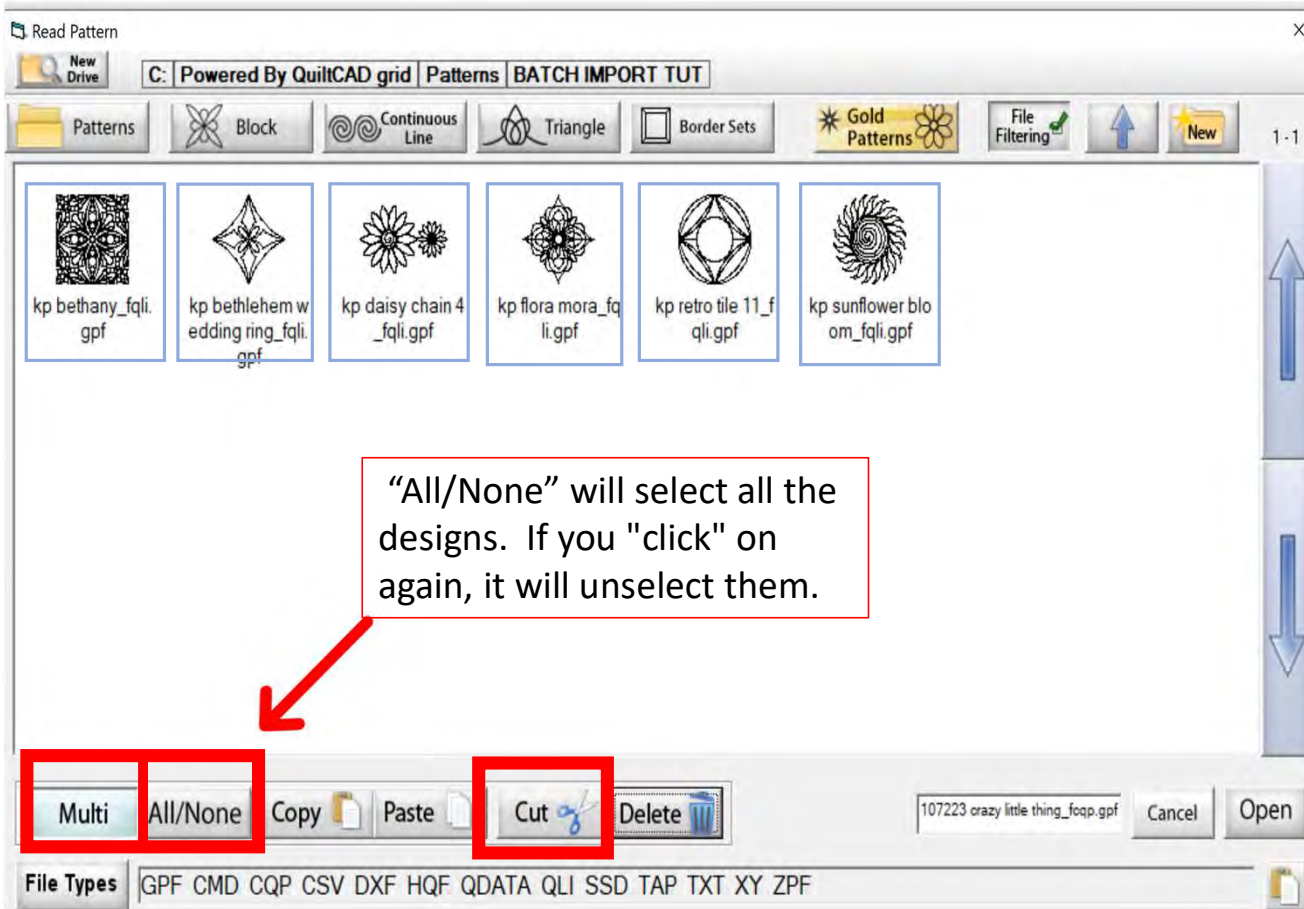 Read Pattern
X
New
Drive
C: Powered By QuiltCAD grid Patterns BATCH IMPORT TUT
Patterns
Block
Continuous
Line
Triangle
Border Sets
Gold
Patterns
File
Filtering
New
1-1
kp bethany_fqli.
gpf
kp bethlehem w
edding ring_fqli.
gpf
kp daisy chain 4
_fqli.gpf
kp flora mora_fq
li.gpf
kp retro tile 11_f
qli.gpf
kp sunflower blo
om_fqli.gpf
“All/None” will select all the
designs.  If you "click" on
again, it will unselect them.
Multi
All/None
Copy
Paste
Cut
Delete
107223 crazy little thing_foqp.gpf
Cancel
Open
File Types
GPF CMD CQP CSV DXF HQF QDATA QLI SSD TAP TXT XY ZPF